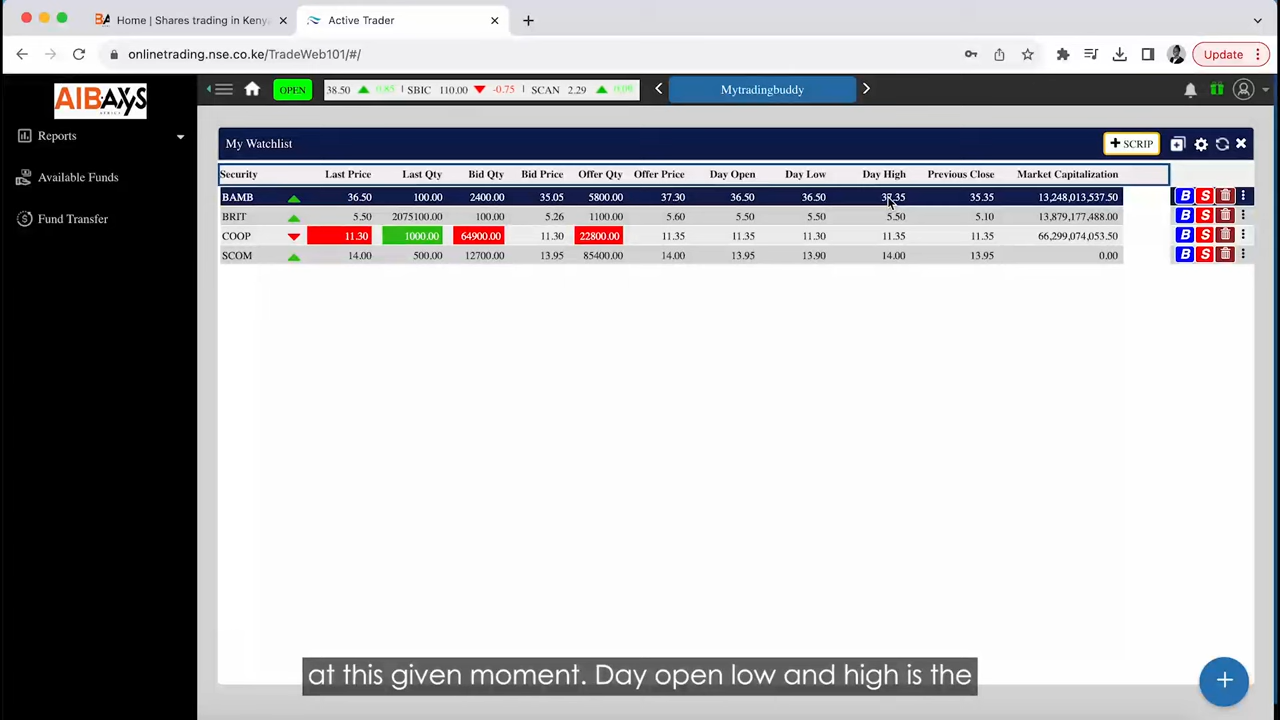 Home | Shares trading in Keny
Active Trader
onlinetrading.nse.co.ke/TradeWeb101/#/
Update
AIBAXYS
AFRICA
OPEN
38.50 0.85 | SBIC 110.00 -0.75 | SCAN 2.29 0.09
Mytradingbuddy
Reports
Available Funds
Fund Transfer
My Watchlist
+ SCRIP
Security Last Price Last Qty Bid Qty Bid Price Offer Qty Offer Price Day Open Day Low Day High Previous Close Market Capitalization
BAMB 36.50 100.00 2400.00 35.05 5800.00 37.30 36.50 36.50 37.35 35.35 13,248,013,537.50 B S
BRIT 5.50 2075100.00 100.00 5.26 1100.00 5.60 5.50 5.50 5.50 5.10 13,879,177,488.00 B S
COOP 11.30 1000.00 64900.00 11.30 22800.00 11.35 11.35 11.30 11.35 11.35 66,299,074,053.50 B S
SCOM 14.00 500.00 12700.00 13.95 85400.00 14.00 13.95 13.90 14.00 13.95 0.00 B S
at this given moment. Day open low and high is the